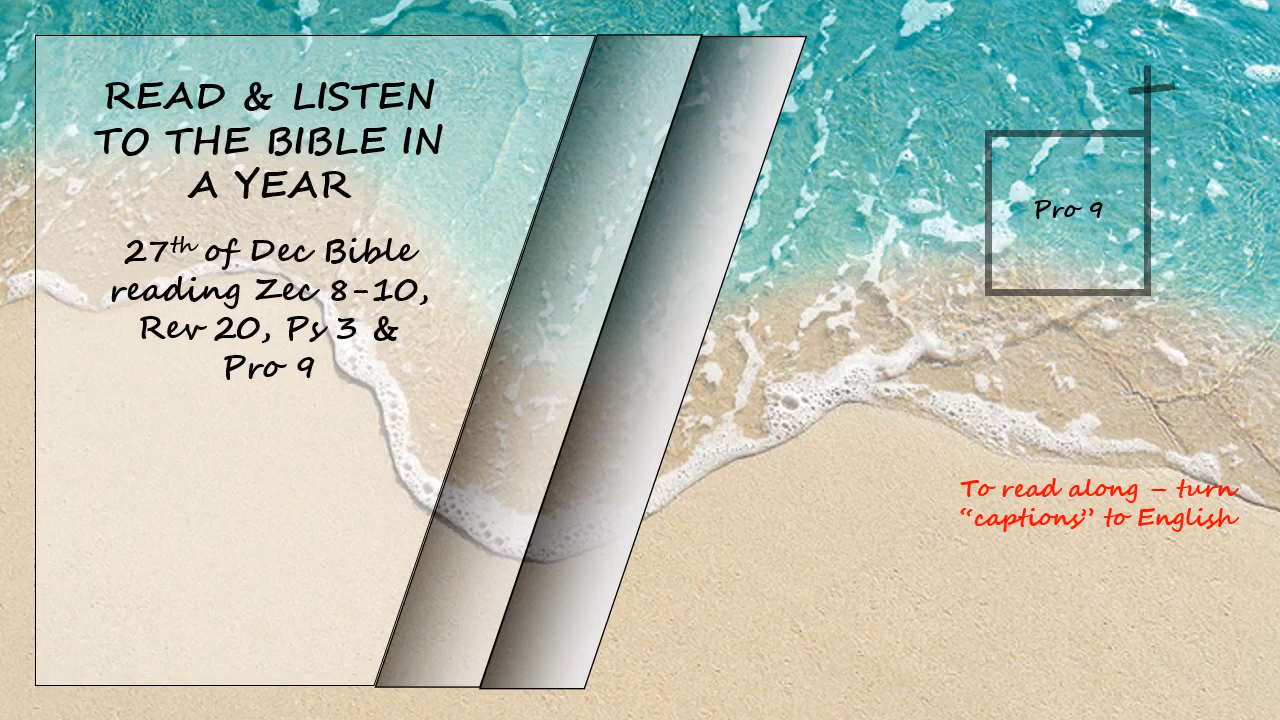 READ & LISTEN
TO THE BIBLE IN
A YEAR
27th of Dec Bible
reading Zec 8-10,
Rev 20, Ps 3 &
Pro 9
Pro 9
To read along – turn
“captions” to English